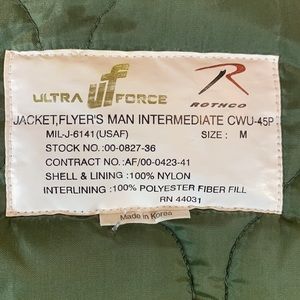 ULTRA UF FORCE
ROTHCO
JACKET,FLYER'S MAN INTERMEDIATE CWU-45P
MIL-J-6141(USAF) SIZE : M
STOCK NO.:00-0827-36
CONTRACT NO.:AF/00-0423-41
SHELL & LINING :100% NYLON
INTERLINING :100% POLYESTER FIBER FILL
RN 44031
Made in Korea